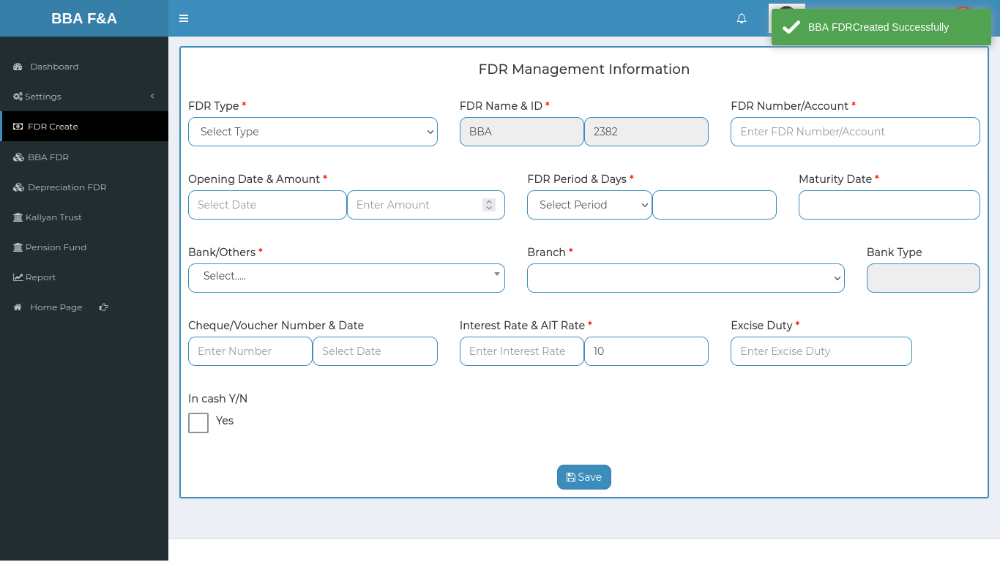 BBA F&A
BBA FDRCreated Successfully
Dashboard
Settings
FDR Create
BBA FDR
Depreciation FDR
Kallyan Trust
Pension Fund
Report
Home Page
FDR Management Information
FDR Type * FDR Name & ID * FDR Number/Account *
Select Type BBA 2382 Enter FDR Number/Account
Opening Date & Amount * FDR Period & Days * Maturity Date *
Select Date Enter Amount Select Period
Bank/Others * Branch * Bank Type
Select.....
Cheque/Voucher Number & Date Interest Rate & AIT Rate * Excise Duty *
Enter Number Select Date Enter Interest Rate 10 Enter Excise Duty
In cash Y/N
Yes
Save